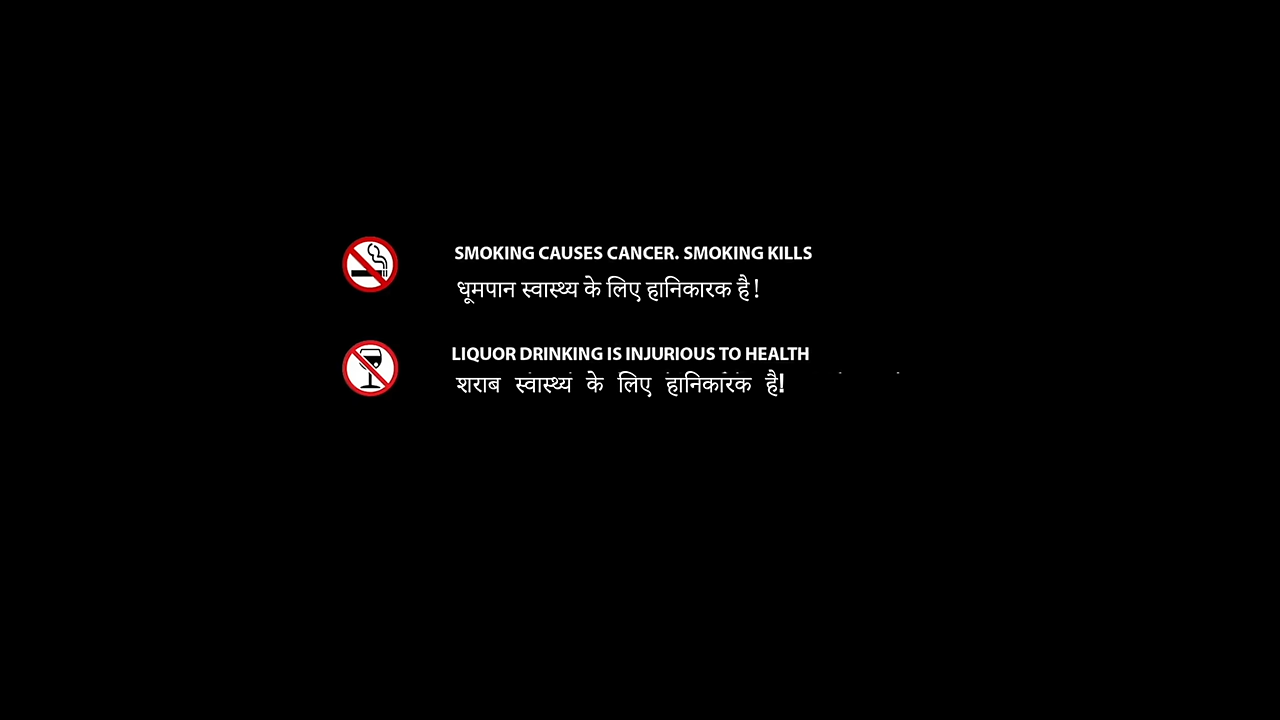 SMOKING CAUSES CANCER. SMOKING KILLS
धूमपान स्वास्थ्य के लिए हानिकारक है!
LIQUOR DRINKING IS INJURIOUS TO HEALTH
शराब स्वास्थ्य के लिए हानिकारक है!